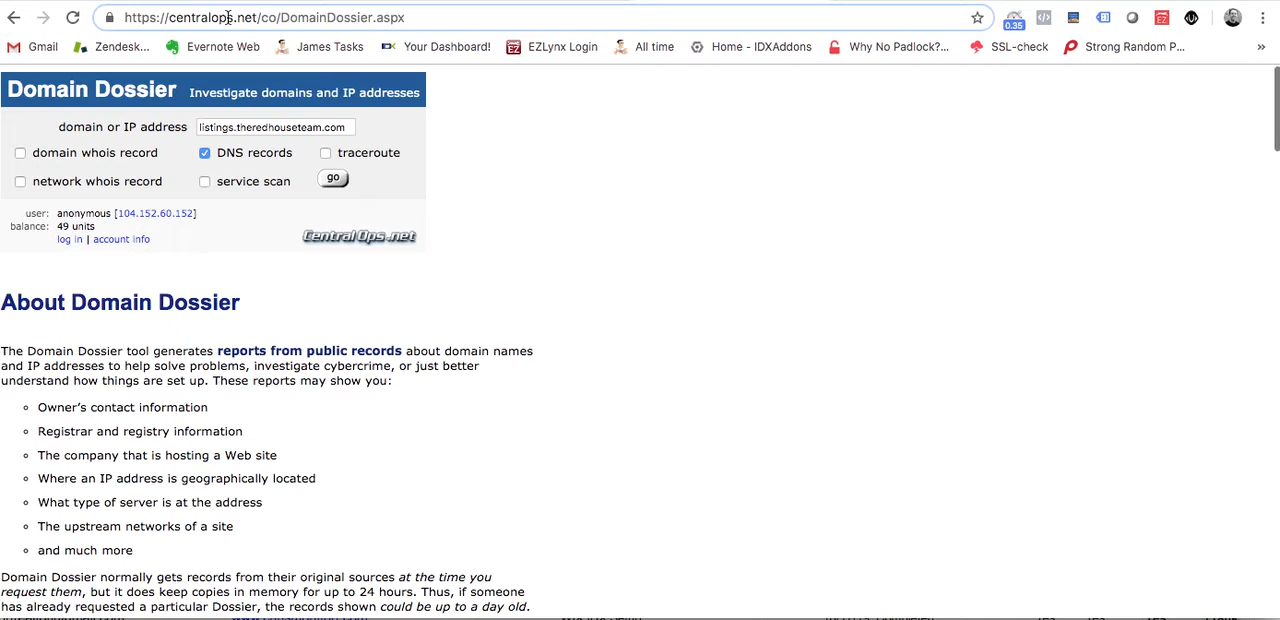 https://centralops.net/co/DomainDossier.aspx
0.35
EZ
Gmail Zendesk... Evernote Web James Tasks Your Dashboard! EZ EZLynx Login All time Home - IDXAddons Why No Padlock?... SSL-check Strong Random P...
Domain Dossier Investigate domains and IP addresses
domain or IP address listings.theredhouseteam.com
domain whois record DNS records traceroute
network whois record service scan go
user: anonymous [104.152.60.152]
balance: 49 units
log in | account info
CentralOps.net
About Domain Dossier
The Domain Dossier tool generates reports from public records about domain names
and IP addresses to help solve problems, investigate cybercrime, or just better
understand how things are set up. These reports may show you:
Owner’s contact information
Registrar and registry information
The company that is hosting a Web site
Where an IP address is geographically located
What type of server is at the address
The upstream networks of a site
and much more
Domain Dossier normally gets records from their original sources at the time you
request them, but it does keep copies in memory for up to 24 hours. Thus, if someone
has already requested a particular Dossier, the records shown could be up to a day old.